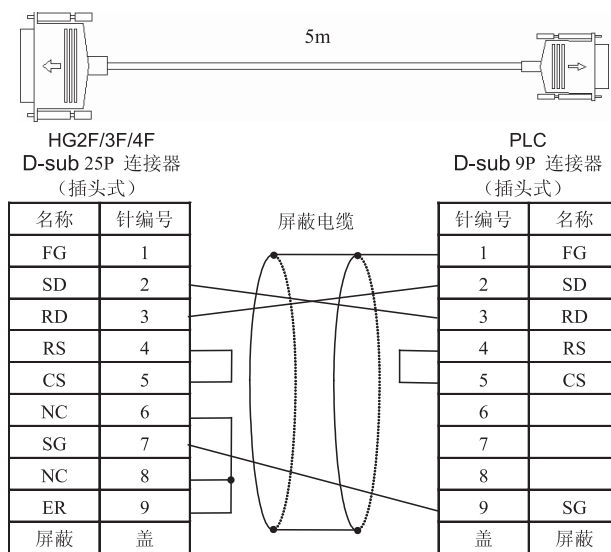 5m
HG2F/3F/4F
D-sub 25P 连接器
（插头式）
PLC
D-sub 9P 连接器
（插头式）
屏蔽电缆
名称 针编号
FG 1
SD 2
RD 3
RS 4
CS 5
NC 6
SG 7
NC 8
ER 9
屏蔽 盖
针编号 名称
1 FG
2 SD
3 RD
4 RS
5 CS
6
7
8
9 SG
盖 屏蔽